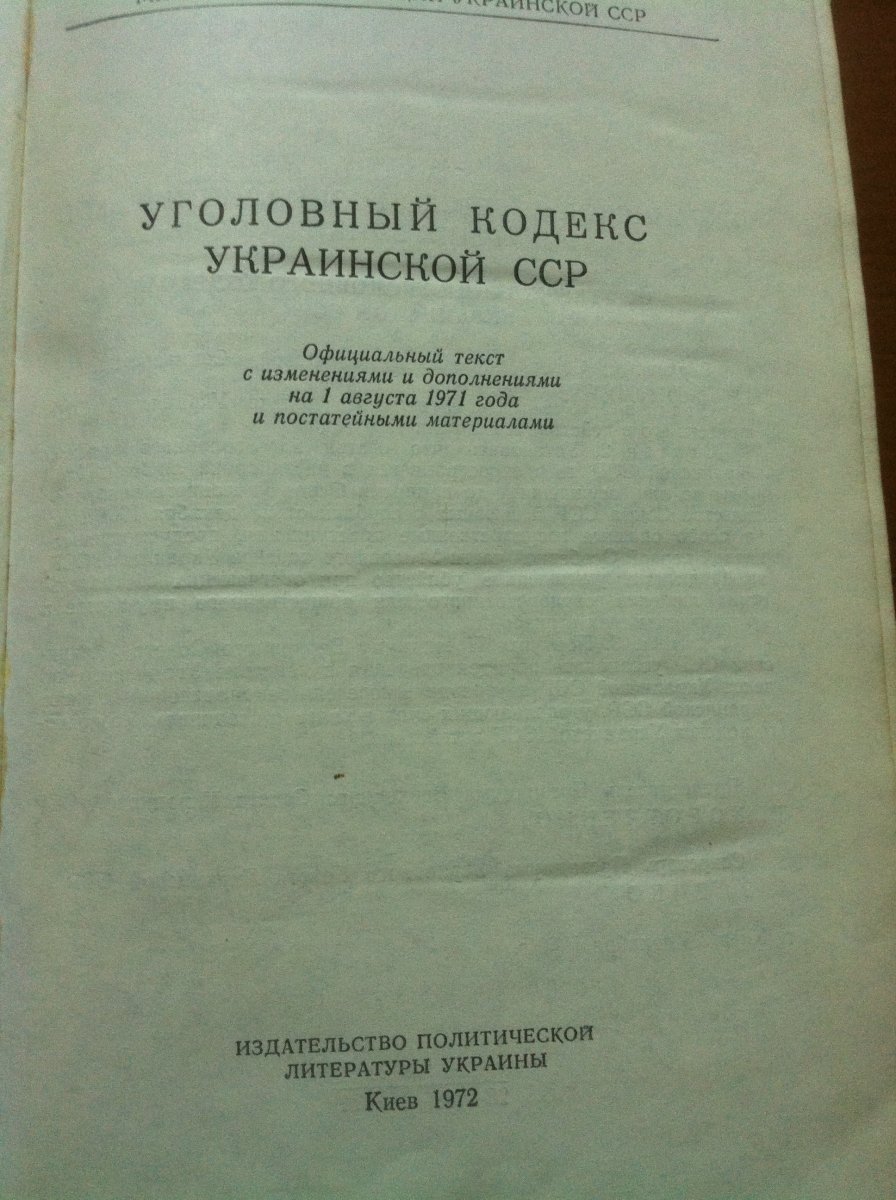 УКРАИНСКОЙ ССР
УГОЛОВНЫЙ КОДЕКС
УКРАИНСКОЙ ССР
Официальный текст
с изменениями и дополнениями
на 1 августа 1971 года
и постатейными материалами
ИЗДАТЕЛЬСТВО ПОЛИТИЧЕСКОЙ
ЛИТЕРАТУРЫ УКРАИНЫ
Киев 1972